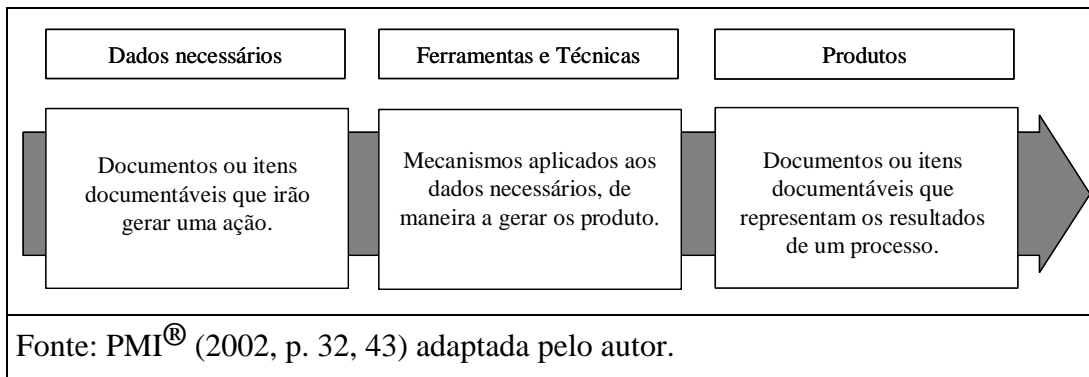 Dados necessários
Ferramentas e Técnicas
Produtos
Documentos ou itens
documentáveis que irão
gerar uma ação.
Mecanismos aplicados aos
dados necessários, de
maneira a gerar os produto.
Documentos ou itens
documentáveis que
representam os resultados
de um processo.
Fonte: PMI® (2002, p. 32, 43) adaptada pelo autor.